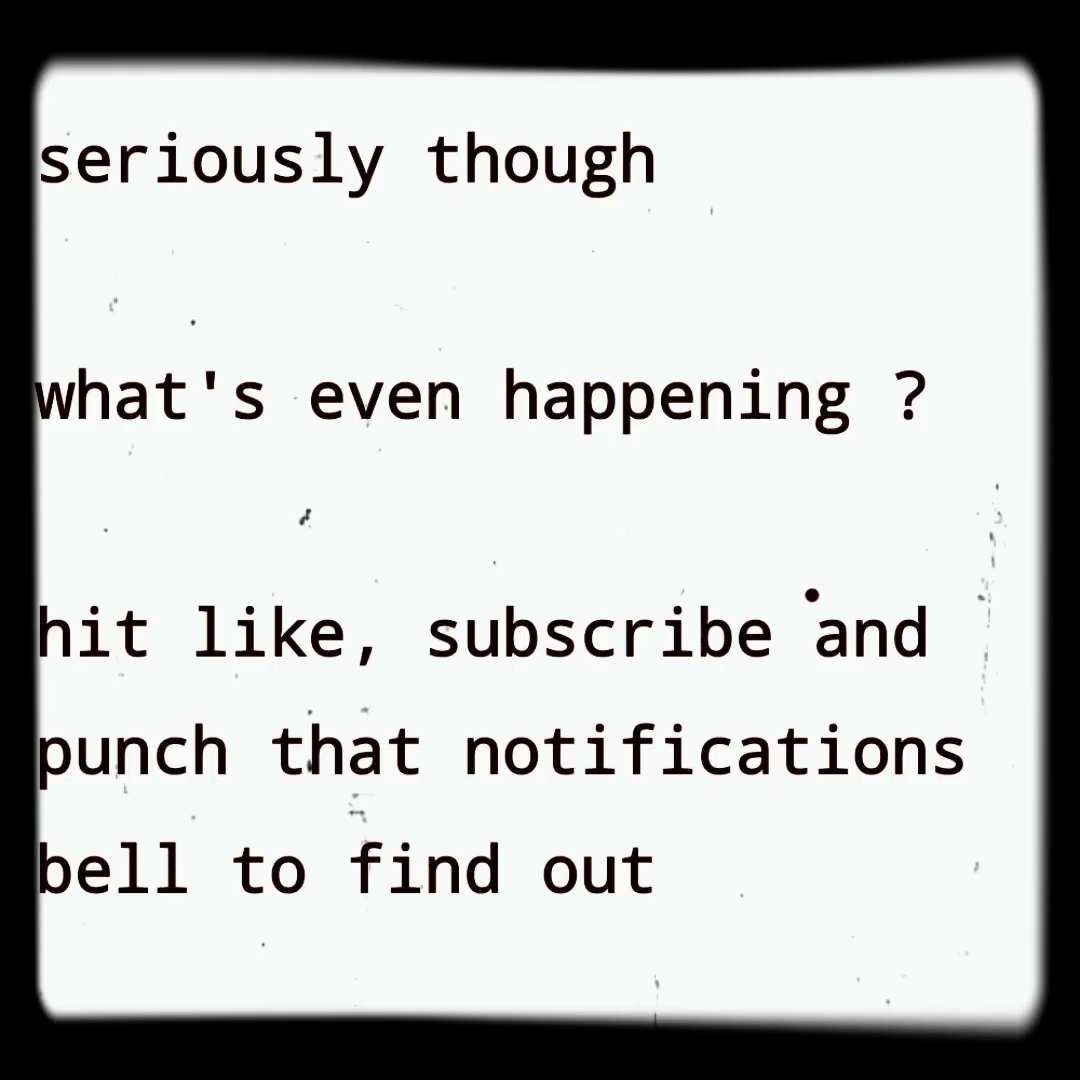 seriously though
what's even happening ?
hit like, subscribe and
punch that notifications
bell to find out